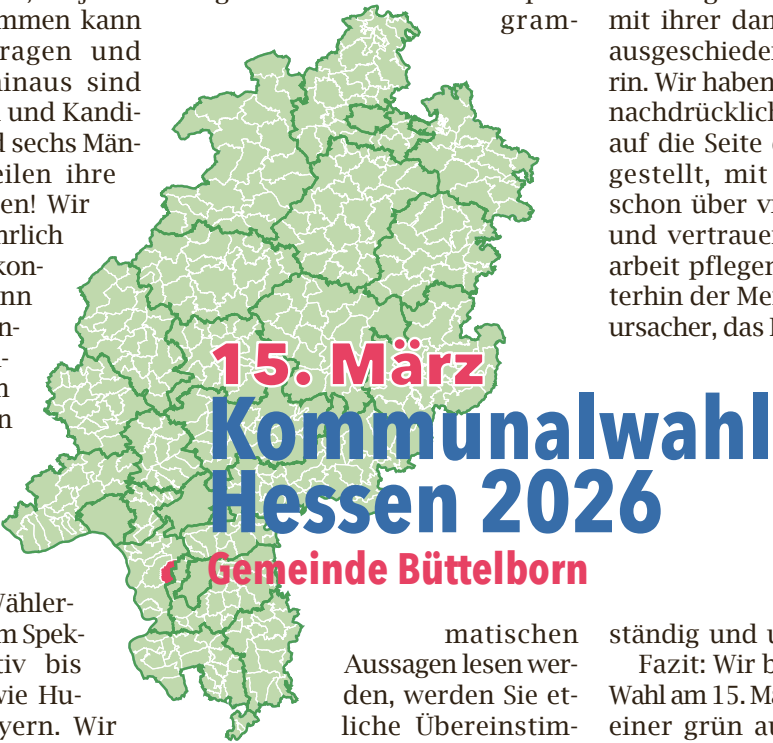 mmen kann
ragen und
inaus sind
und Kandi-
d sechs Män-
eilen ihre
en! Wir
hrlich
kon-
nn
n-
n
Wähler-
m Spek-
tiv bis
wie Hu-
yern. Wir
gram-
15. März
Kommunalwahl
Hessen 2026
Gemeinde Büttelborn
matischen
Aussagen lesen wer-
den, werden Sie et-
liche Übereinstim-
mit ihrer dan
ausgeschieden
rin. Wir haben
nachdrücklich
auf die Seite
gestellt, mit
schon über vi
und vertrauen
arbeit pflegen
terhin der Men
ursacher, das
ständig und u
Fazit: Wir b
Wahl am 15. Mä
einer grün au